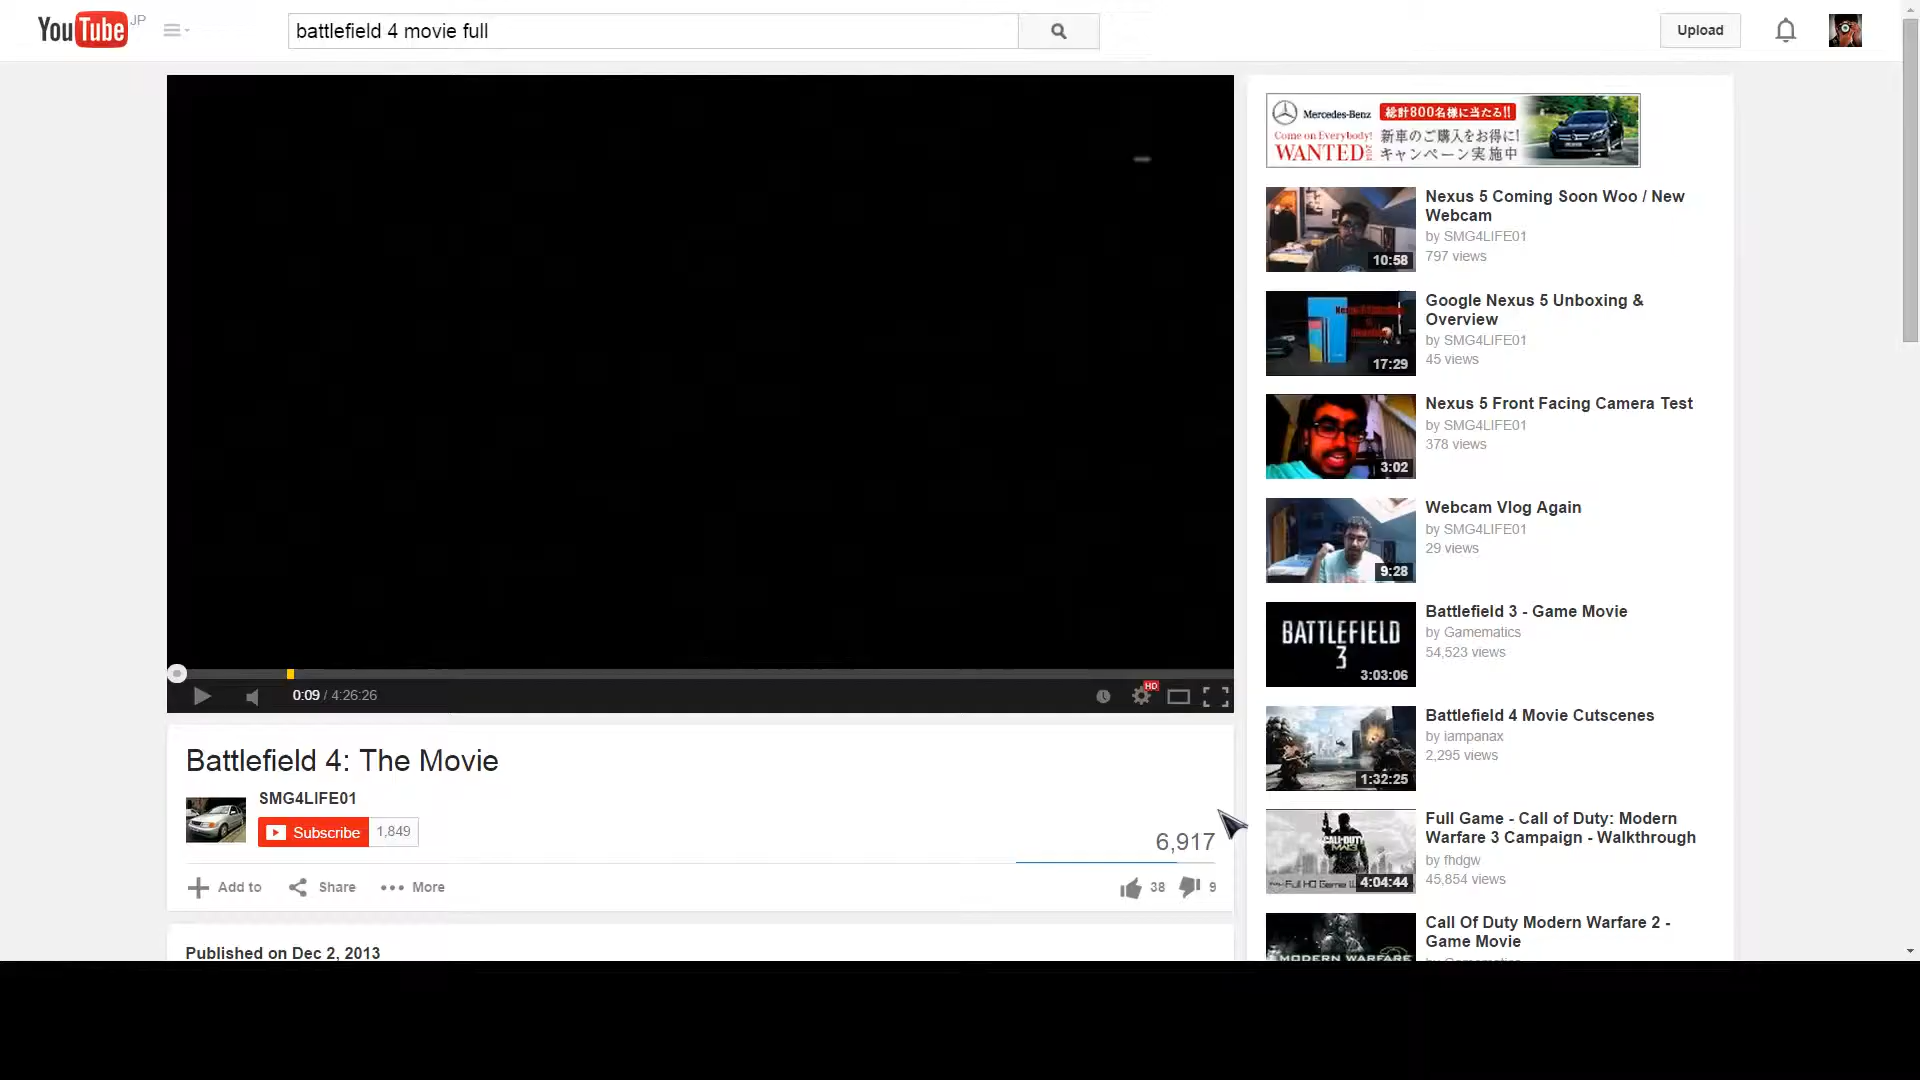 YouTube JP
battlefield 4 movie full
Upload
Mercedes-Benz
総計800名様に当たる!!
Come on Everybody!
新車のご購入をお得に!
WANTED!
キャンペーン実施中
Nexus 5 Coming Soon Woo / New
Webcam
by SMG4LIFE01
797 views
10:58
Google Nexus 5 Unboxing &
Overview
by SMG4LIFE01
45 views
17:29
Nexus 5 Front Facing Camera Test
by SMG4LIFE01
378 views
3:02
Webcam Vlog Again
by SMG4LIFE01
29 views
9:28
BATTLEFIELD
3
3:03:06
Battlefield 3 - Game Movie
by Gamematics
54,523 views
Battlefield 4 Movie Cutscenes
by iampanax
2,295 views
1:32:25
Full Game - Call of Duty: Modern
Warfare 3 Campaign - Walkthrough
by fhdgw
45,854 views
CALL OF DUTY
MW3
4:04:44
Call Of Duty Modern Warfare 2 -
Game Movie
MODERN WARFARE
0:09 / 4:26:26
HD
Battlefield 4: The Movie
SMG4LIFE01
Subscribe 1,849
6,917
Add to Share More
38 9
Published on Dec 2, 2013